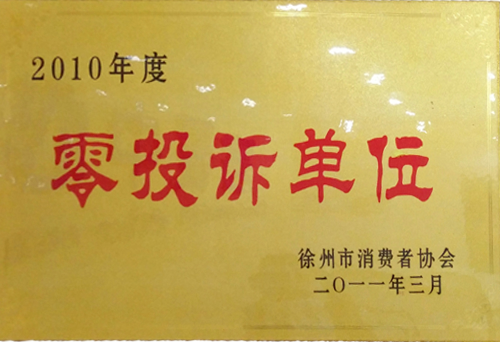 2010年度
零投诉单位
徐州市消费者协会
二〇一一年三月